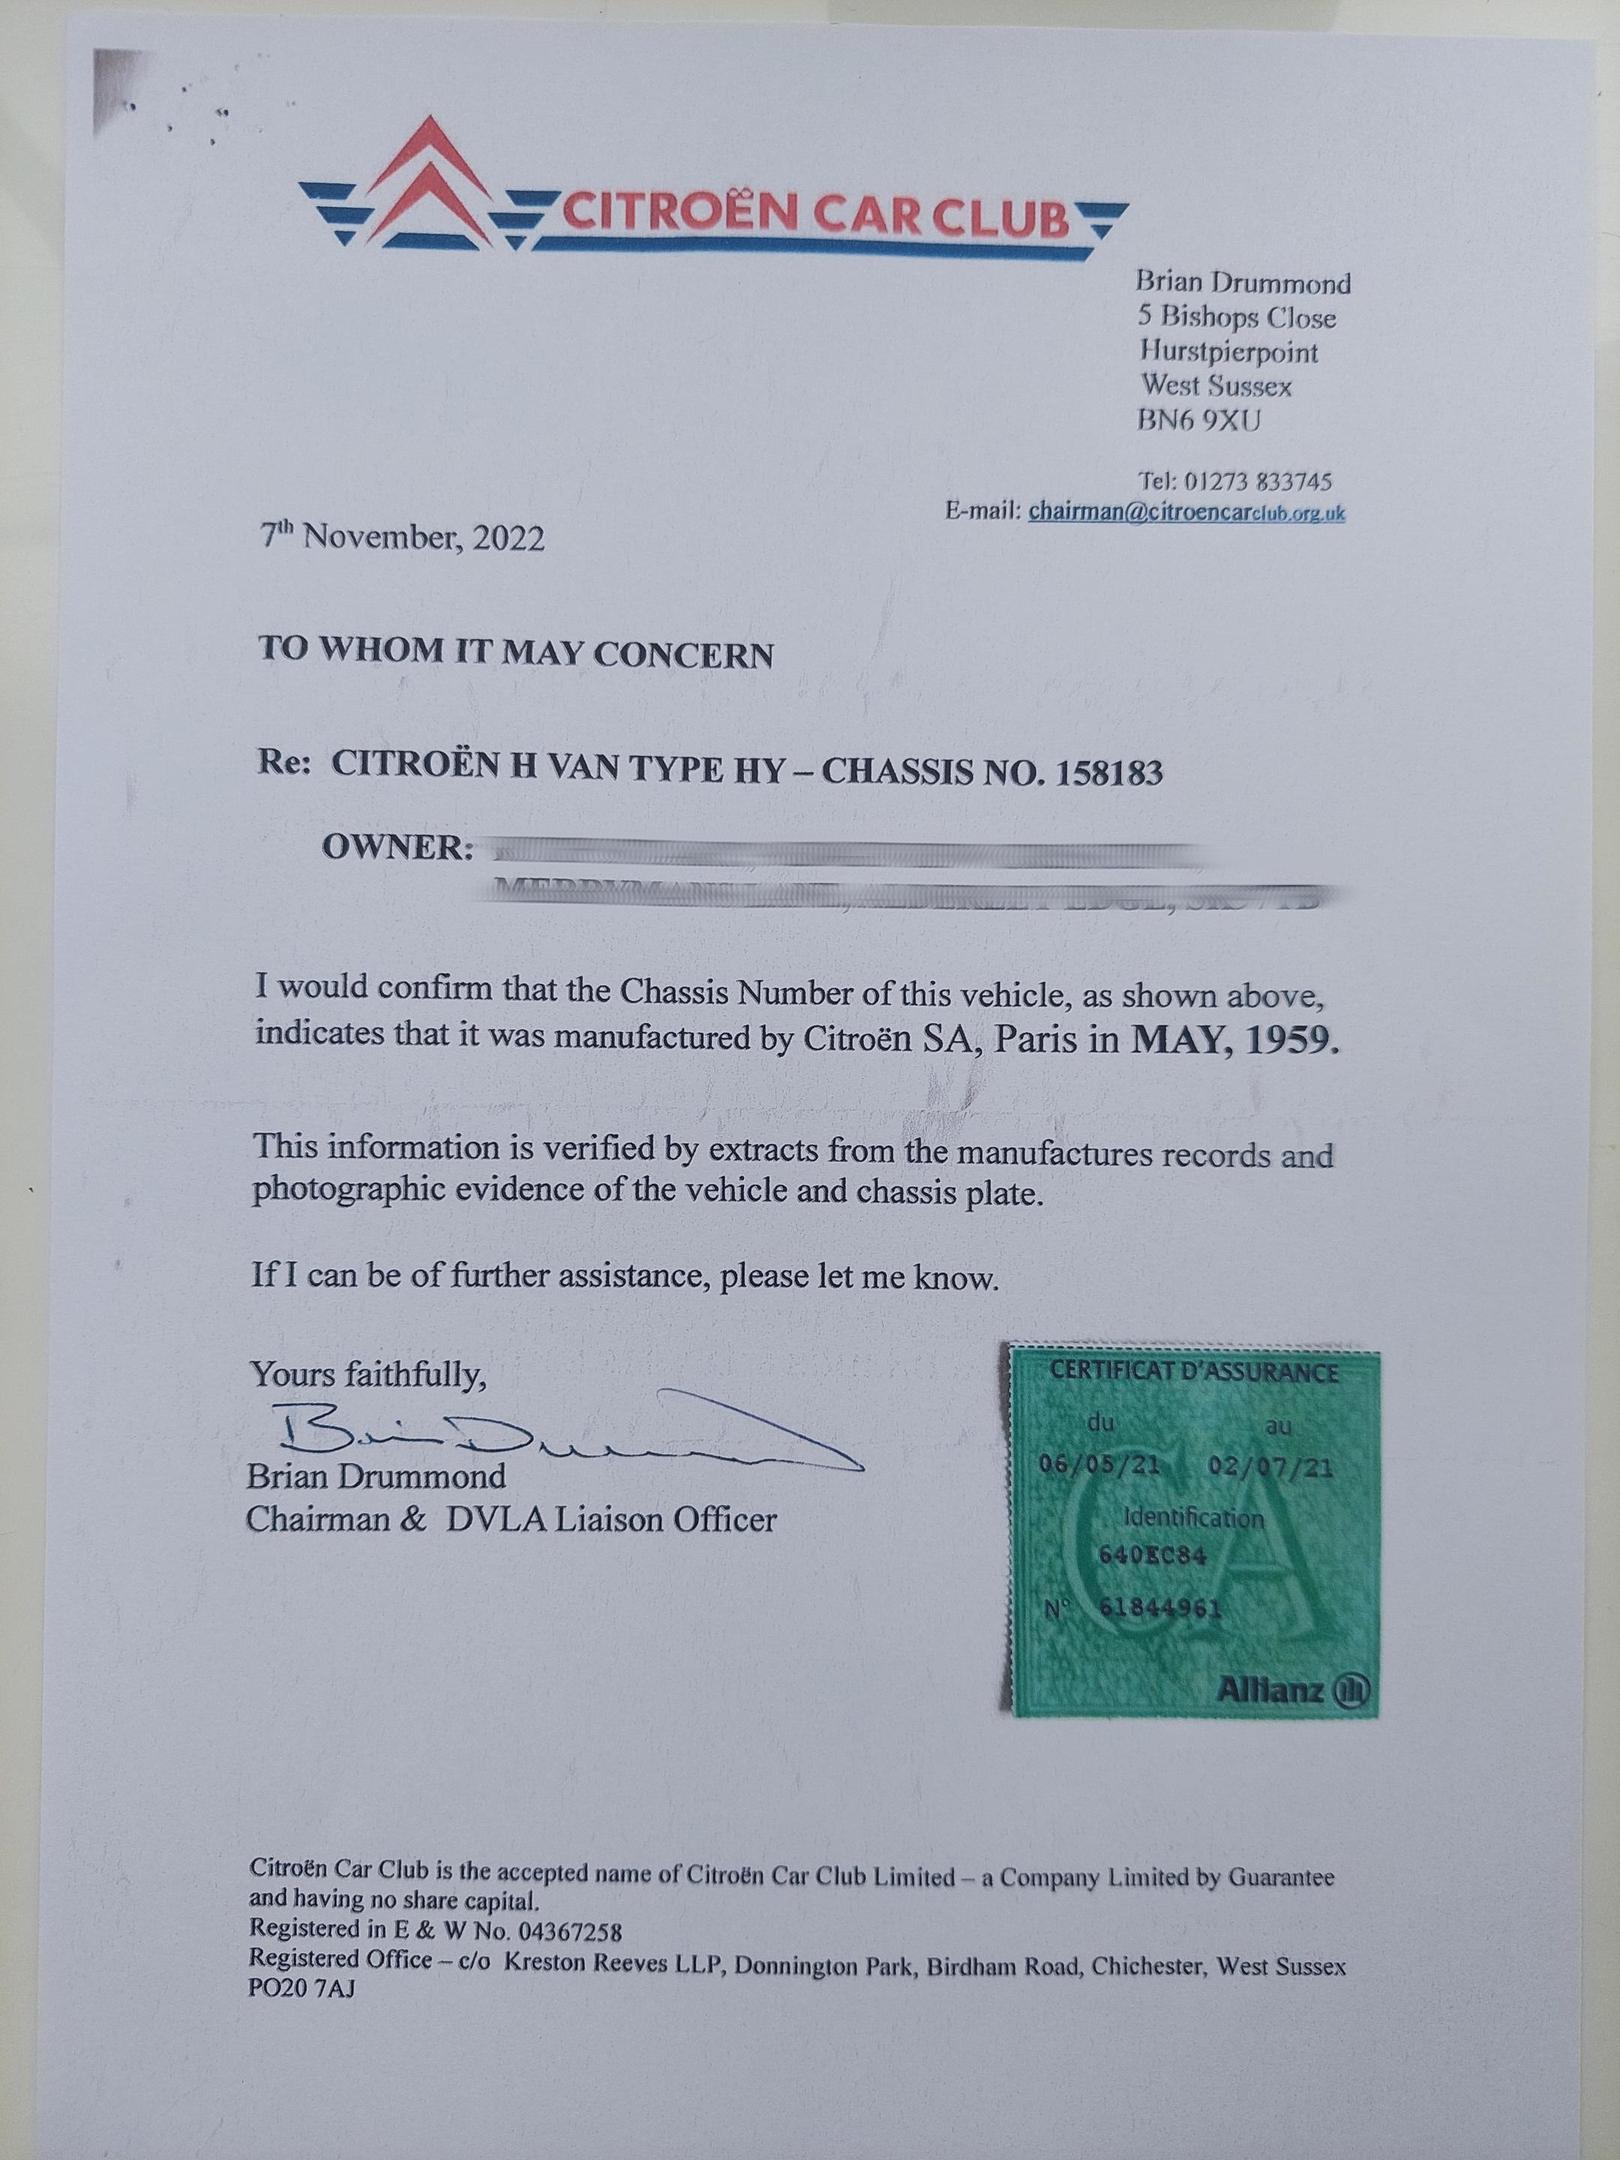 CITROËN CAR CLUB
Brian Drummond
5 Bishops Close
Hurstpierpoint
West Sussex
BN6 9XU
Tel: 01273 833745
E-mail: chairman@citroencarclub.org.uk
7th November, 2022
TO WHOM IT MAY CONCERN
Re: CITROËN H VAN TYPE HY – CHASSIS NO. 158183
OWNER:
I would confirm that the Chassis Number of this vehicle, as shown above,
indicates that it was manufactured by Citroën SA, Paris in MAY, 1959.
This information is verified by extracts from the manufactures records and
photographic evidence of the vehicle and chassis plate.
If I can be of further assistance, please let me know.
Yours faithfully,
Brian Drummond
Brian Drummond
Chairman & DVLA Liaison Officer
CERTIFICAT D'ASSURANCE
du au
06/05/21 02/07/21
Identification
640EC84
N° 61844961
CA
Allianz
Citroën Car Club is the accepted name of Citroën Car Club Limited – a Company Limited by Guarantee
and having no share capital.
Registered in E & W No. 04367258
Registered Office – c/o Kreston Reeves LLP, Donnington Park, Birdham Road, Chichester, West Sussex
PO20 7AJ